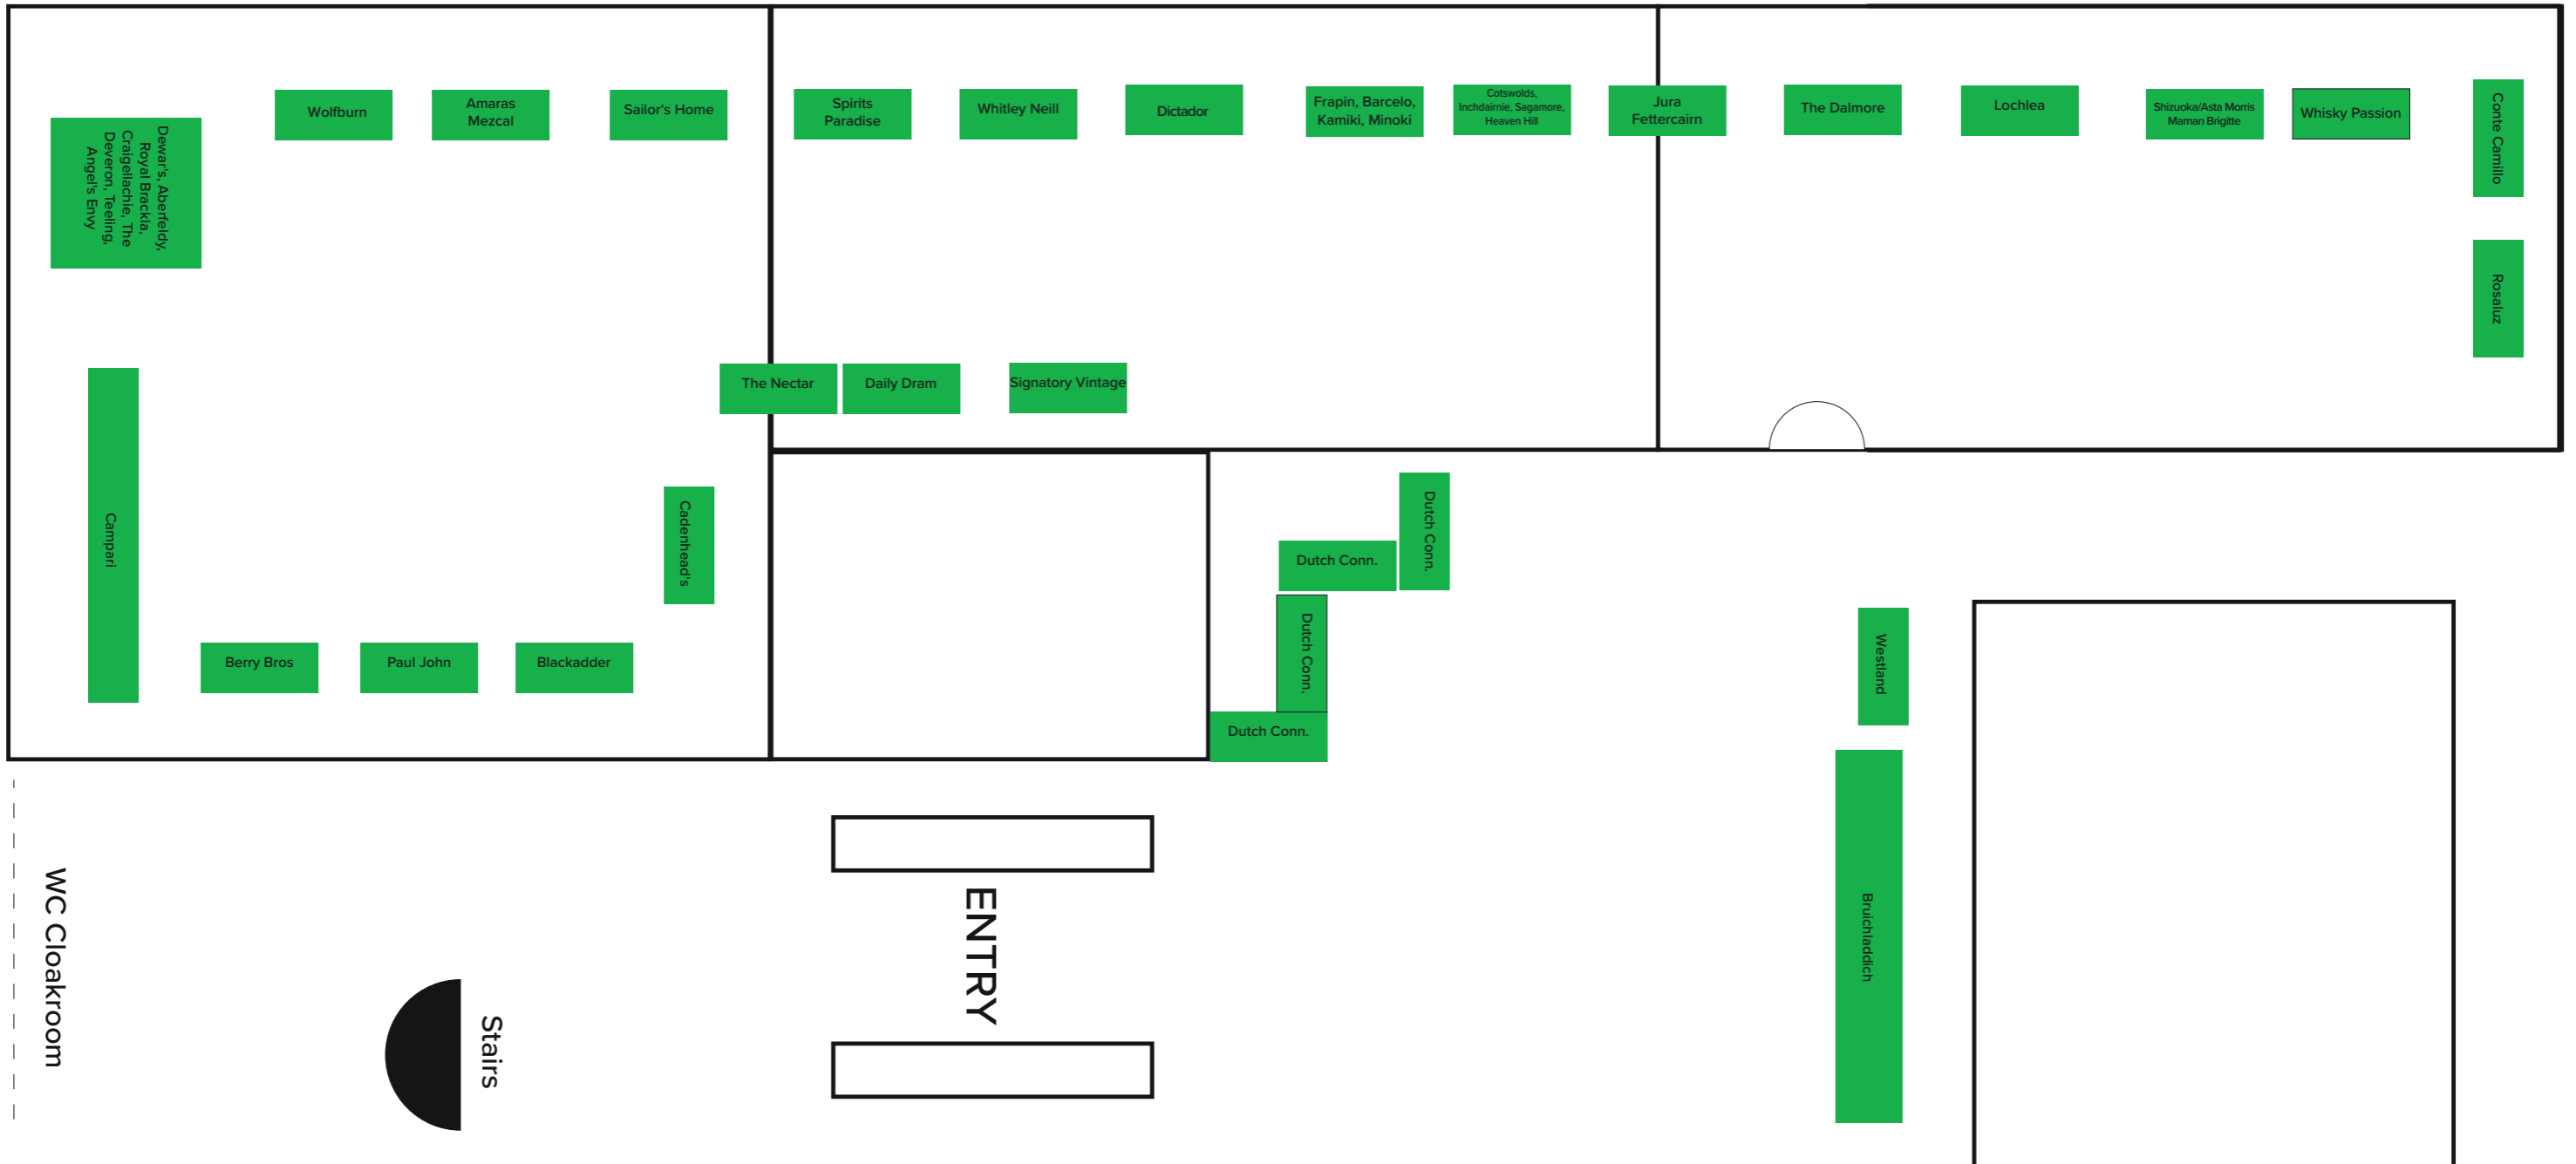 Wolfburn
Amaras
Mezcal
Sailor's Home
Spirits
Paradise
Whitley Neill
Dictador
Frapin, Barcelo,
Kamiki, Minoki
Cotswolds,
Inchdairnie, Sagamore,
Heaven Hill
Jura
Fettercairn
The Dalmore
Lochlea
Shizuoka/Asta Morris
Maman Brigitte
Whisky Passion
Conte Camillo
Rosaluz
Dewar's, Aberfeldy,
Royal Brackla,
Craigellachie, The
Deveron, Teeling,
Angel's Envy
The Nectar
Daily Dram
Signatory Vintage
Campari
Cadenhead's
Dutch Conn.
Dutch Conn.
Dutch Conn.
Dutch Conn.
Berry Bros
Paul John
Blackadder
Westland
Bruichladdich
WC Cloakroom
Stairs
ENTRY